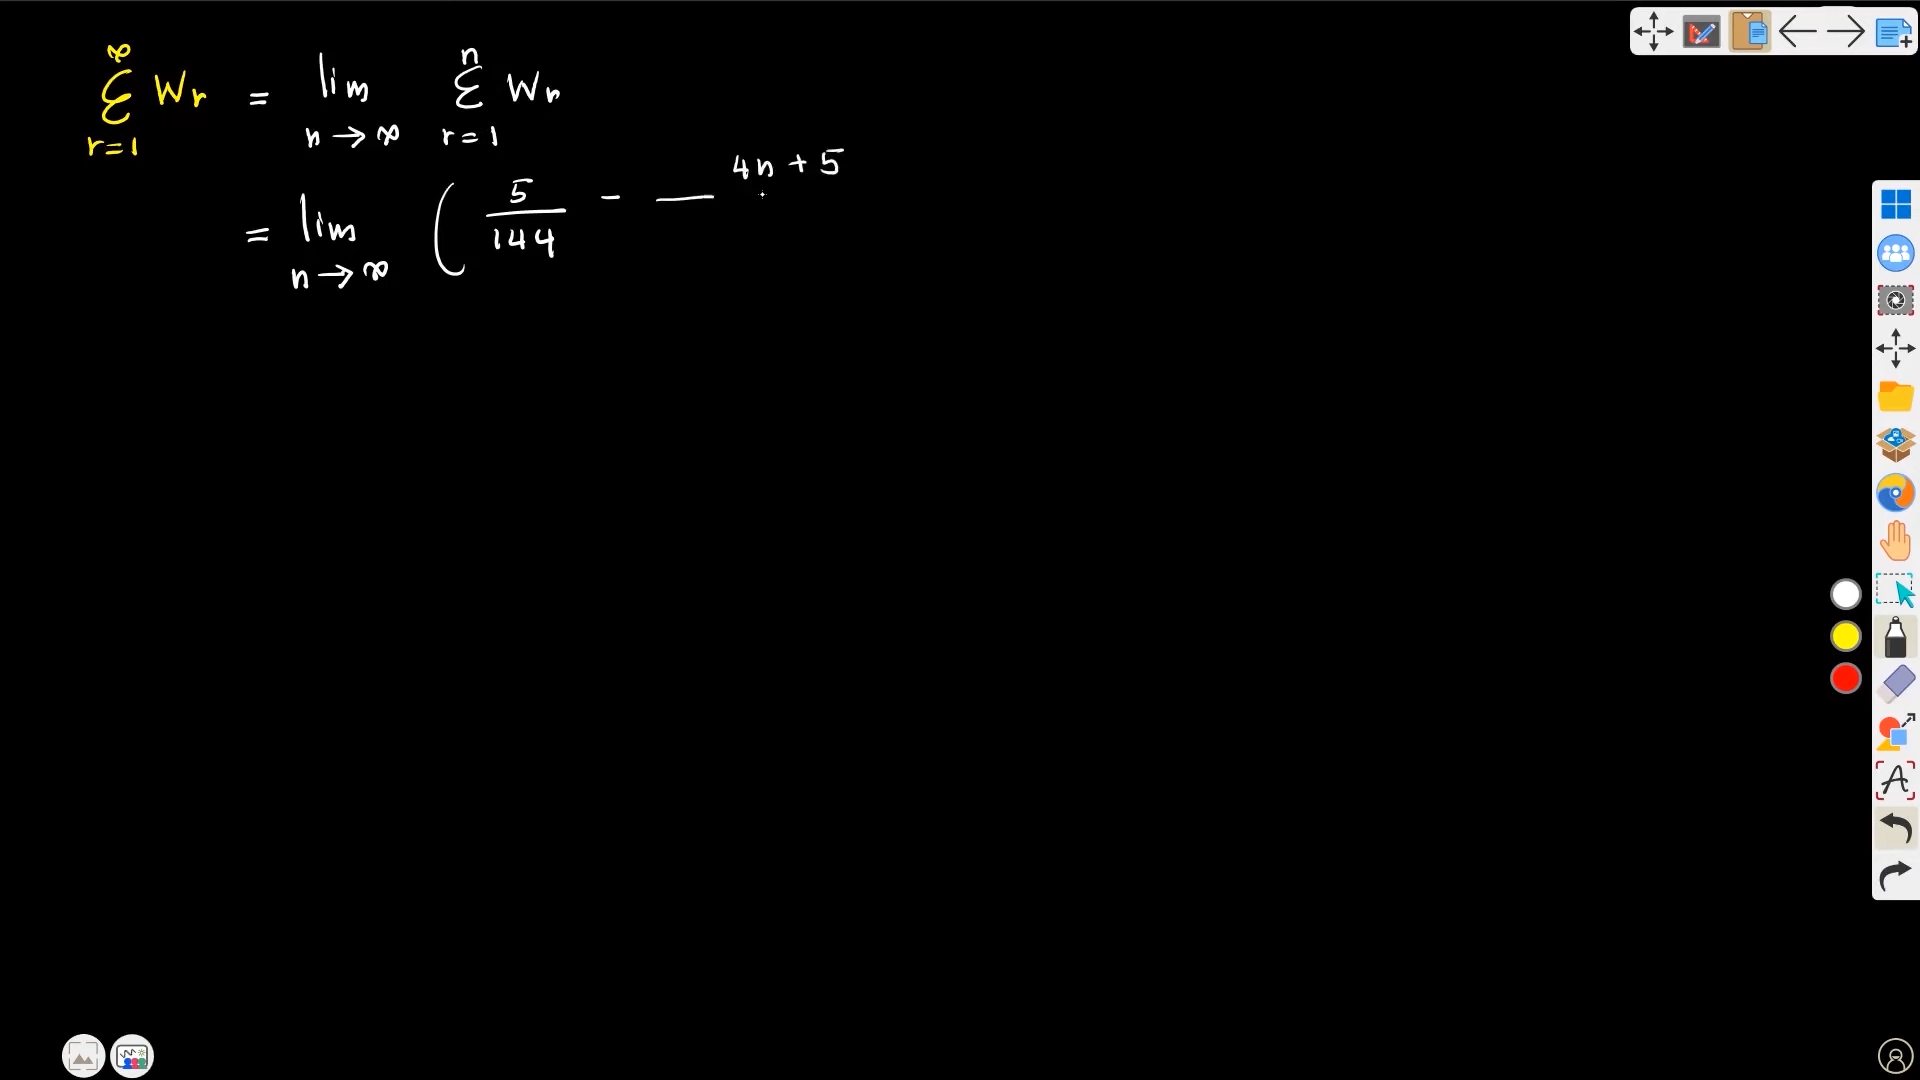 ∞ Σ r=1 Wr = lim n→∞ n Σ r=1 Wr
= lim n→∞ ( 5/144 - — 4n + 5